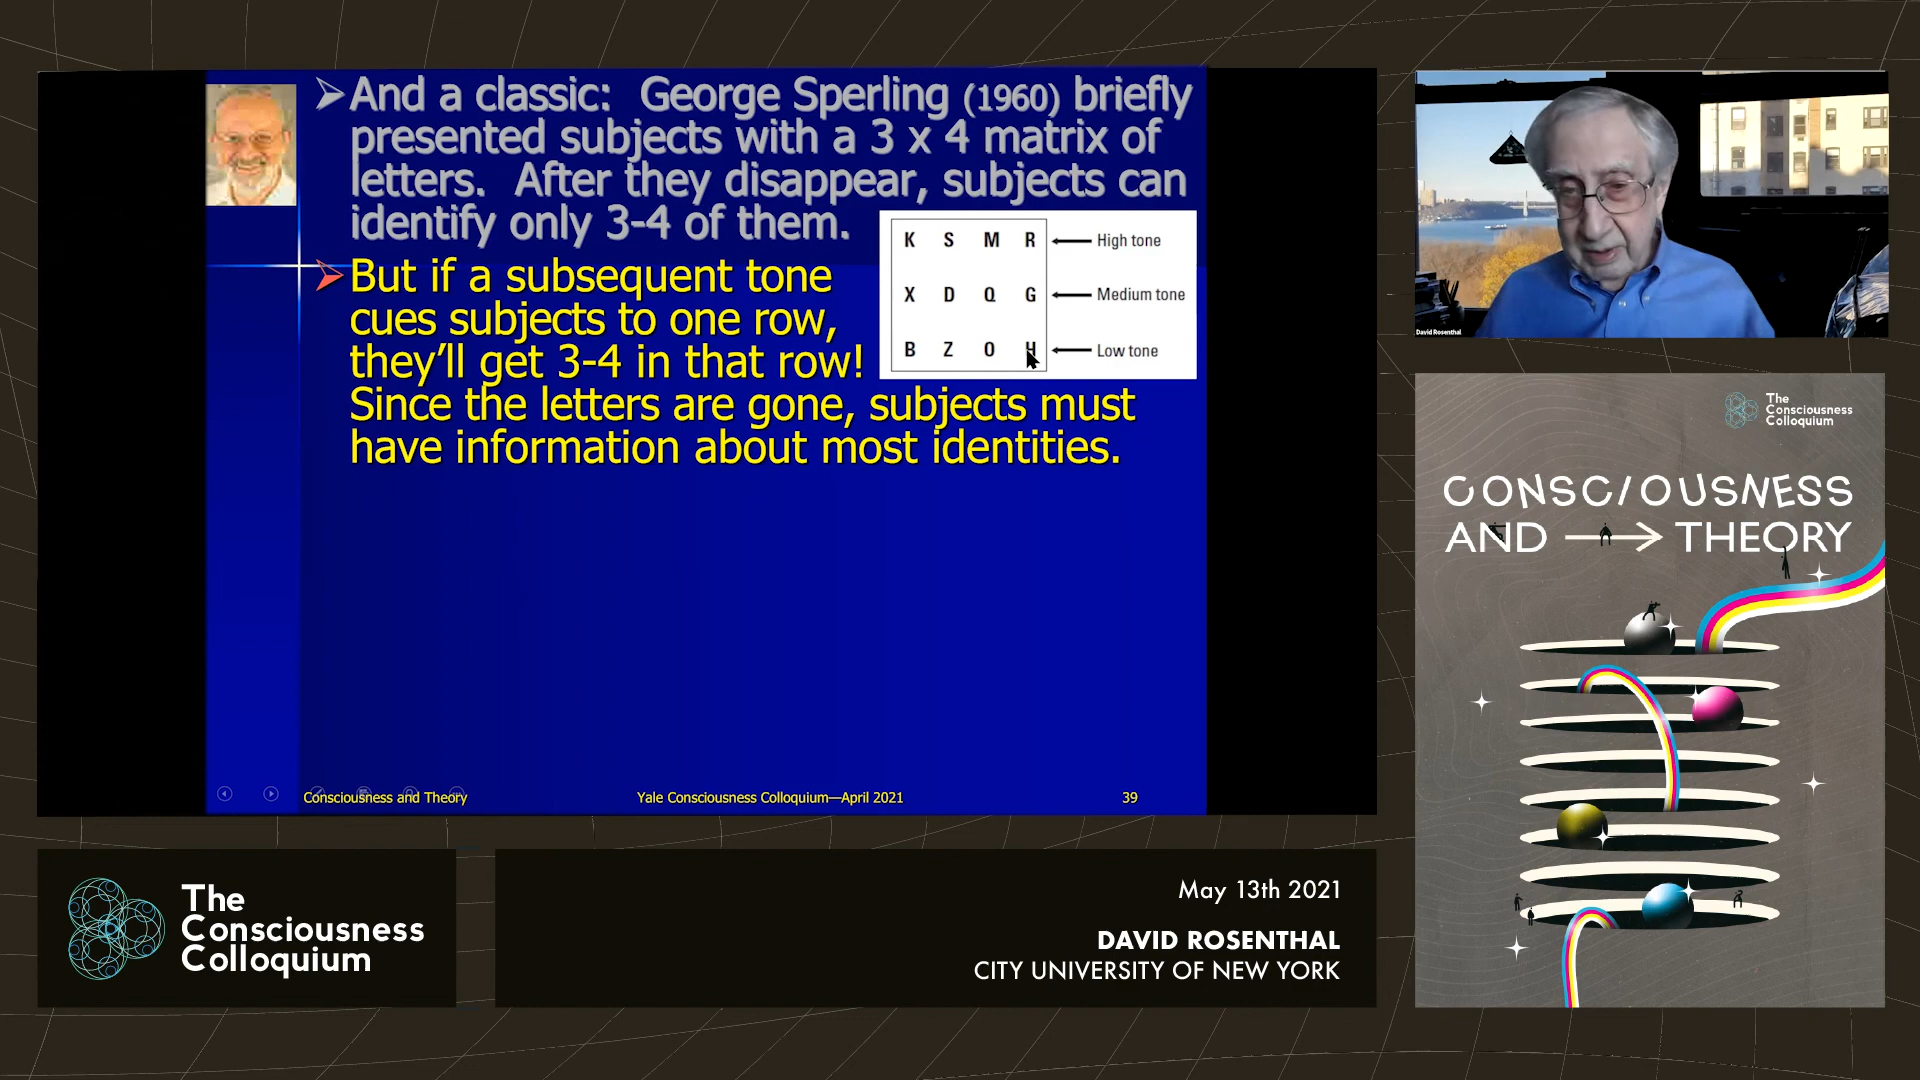 And a classic: George Sperling (1960) briefly
presented subjects with a 3 x 4 matrix of
letters. After they disappear, subjects can
identify only 3-4 of them.
But if a subsequent tone
cues subjects to one row,
they'll get 3-4 in that row!
Since the letters are gone, subjects must
have information about most identities.
K S M R High tone
X D Q G Medium tone
B Z O H Low tone
Consciousness and Theory Yale Consciousness Colloquium—April 2021 39
David Rosenthal
The
Consciousness
Colloquium
CONSC/OUSNESS
AND → THEORY
The
Consciousness
Colloquium
May 13th 2021
DAVID ROSENTHAL
CITY UNIVERSITY OF NEW YORK